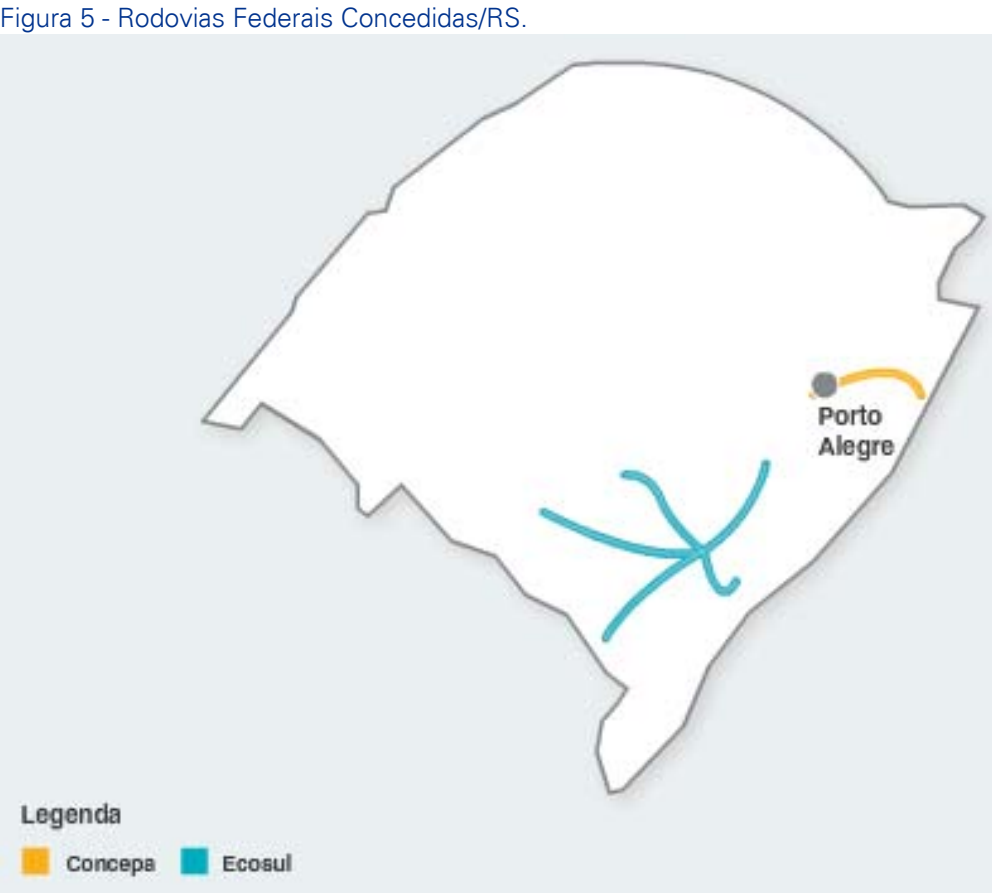 Figura 5 - Rodovias Federais Concedidas/RS.
Porto
Alegre
Legenda
Concepa Ecosul